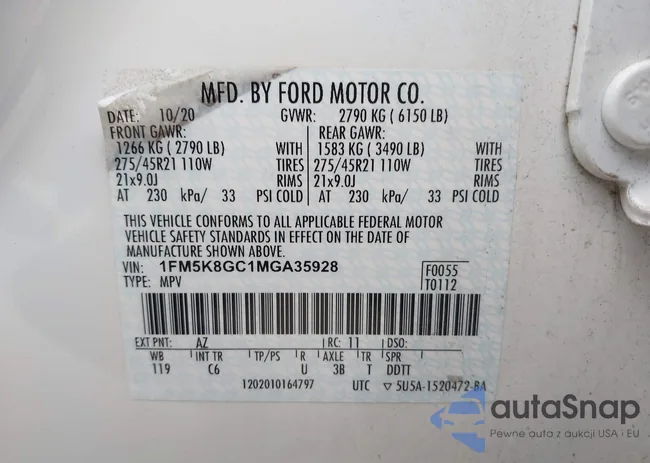 MFD. BY FORD MOTOR CO.
DATE: 10/20 GVWR: 2790 KG ( 6150 LB)
FRONT GAWR: REAR GAWR:
1266 KG ( 2790 LB) WITH 1583 KG ( 3490 LB) WITH
275/45R21 110W TIRES 275/45R21 110W TIRES
21x9.0J RIMS 21x9.0J RIMS
AT 230 kPa/ 33 PSI COLD AT 230 kPa/ 33 PSI COLD
THIS VEHICLE CONFORMS TO ALL APPLICABLE FEDERAL MOTOR
VEHICLE SAFETY STANDARDS IN EFFECT ON THE DATE OF
MANUFACTURE SHOWN ABOVE.
VIN: 1FM5K8GC1MGA35928 F0055
TYPE: MPV T0112
EXT PNT: AZ RC: 11 DSO:
WB INT TR TP/PS R AXLE TR SPR
119 C6 U 3B T DDTT
1202010164797 UTC ▽ 5U5A-1520472-BA
autoSnap
Pewne auta z aukcji USA i EU